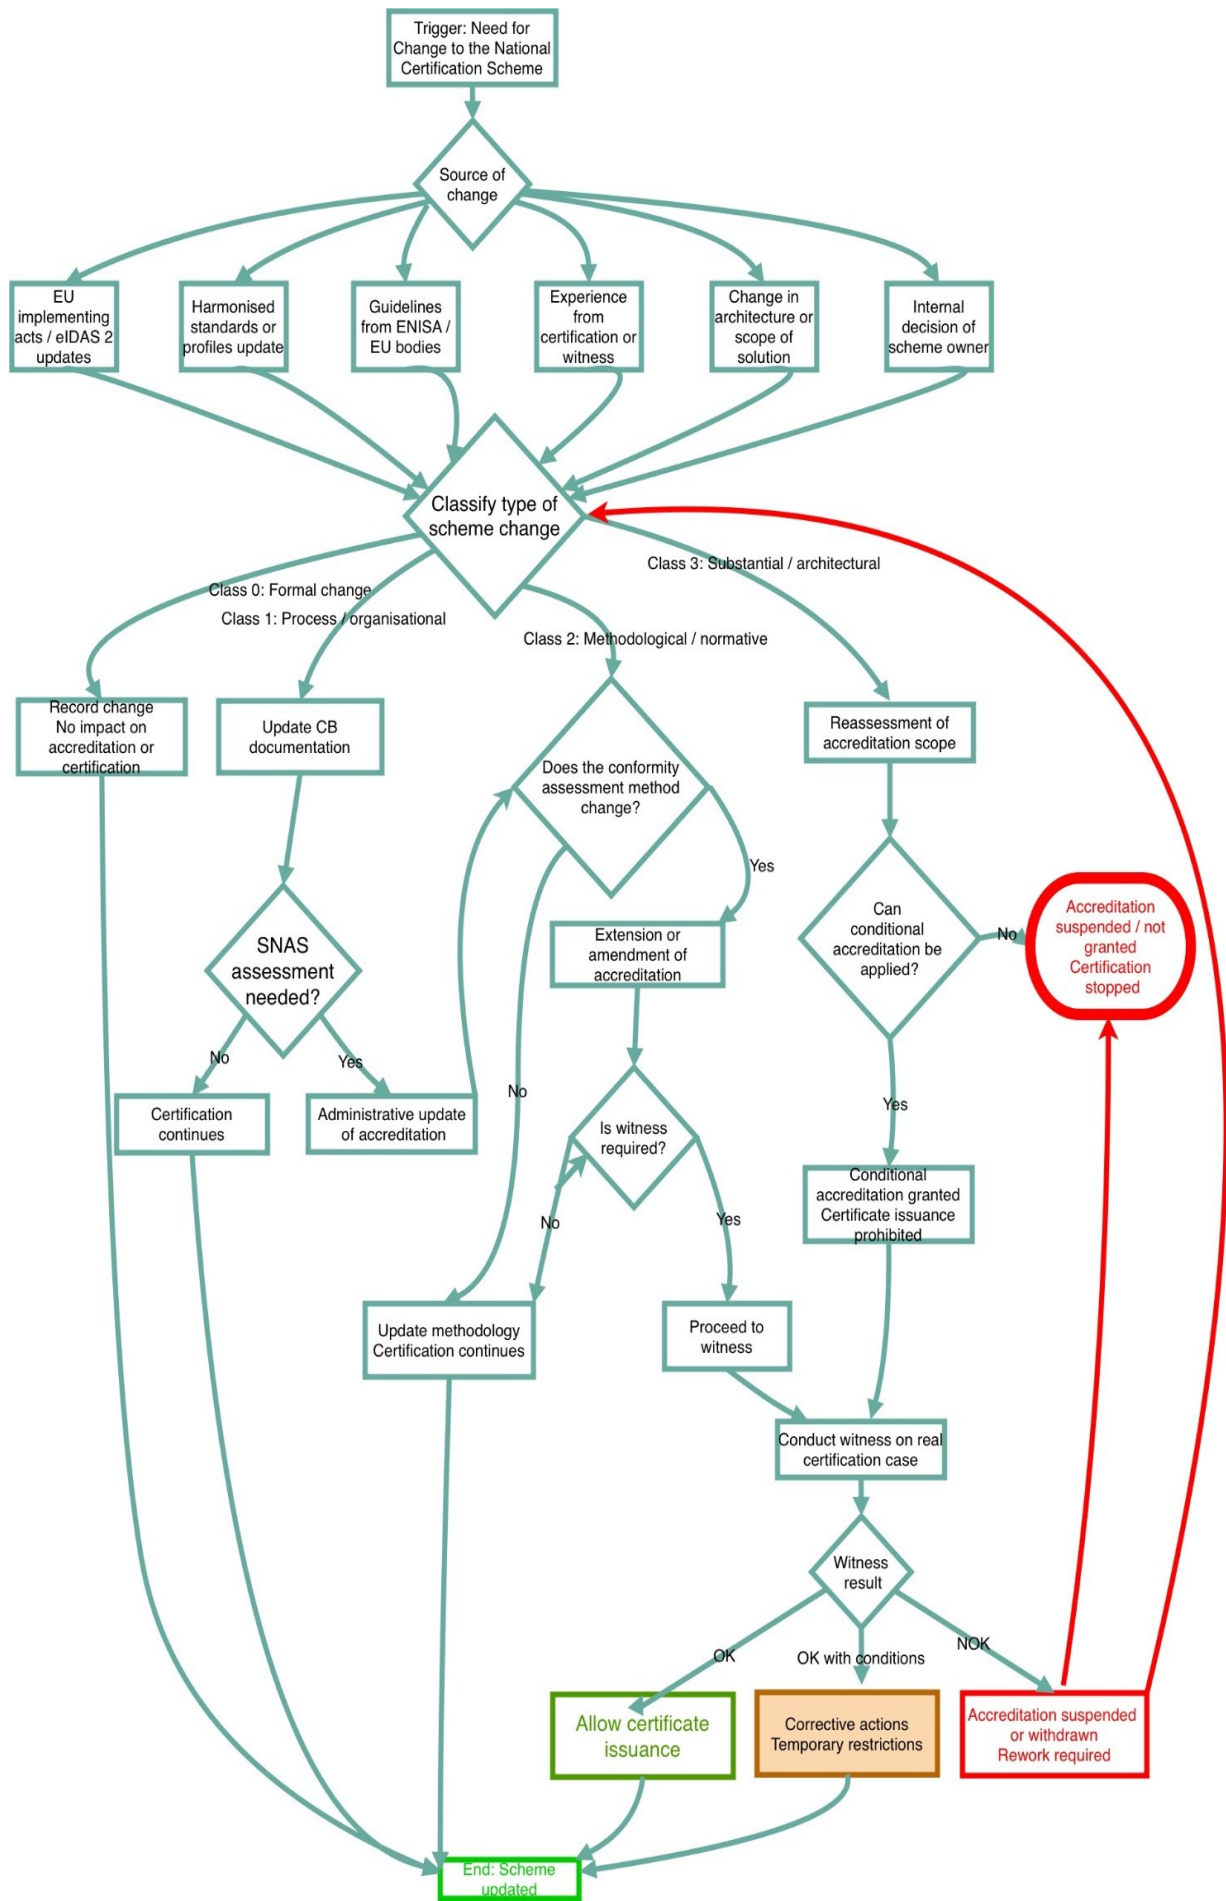 Trigger: Need for
Change to the National
Certification Scheme
Source of
change
EU
implementing
acts / eIDAS 2
updates
Harmonised
standards or
profiles update
Guidelines
from ENISA /
EU bodies
Experience
from
certification or
witness
Change in
architecture or
scope of
solution
Internal
decision of
scheme owner
Classify type of
scheme change
Class 0: Formal change
Class 1: Process / organisational
Class 2: Methodological / normative
Class 3: Substantial / architectural
Record change
No impact on
accreditation or
certification
Update CB
documentation
Does the conformity
assessment method
change?
Reassessment of
accreditation scope
Yes
SNAS
assessment
needed?
Extension or
amendment of
accreditation
Can
conditional
accreditation be
applied?
No
Accreditation
suspended / not
granted
Certification
stopped
No
Yes
No
Yes
Certification
continues
Administrative update
of accreditation
Is witness
required?
Conditional
accreditation granted
Certificate issuance
prohibited
No
Yes
Update methodology
Certification continues
Proceed to
witness
Conduct witness on real
certification case
Witness
result
OK
OK with conditions
NOK
Allow certificate
issuance
Corrective actions
Temporary restrictions
Accreditation suspended
or withdrawn
Rework required
End: Scheme
updated